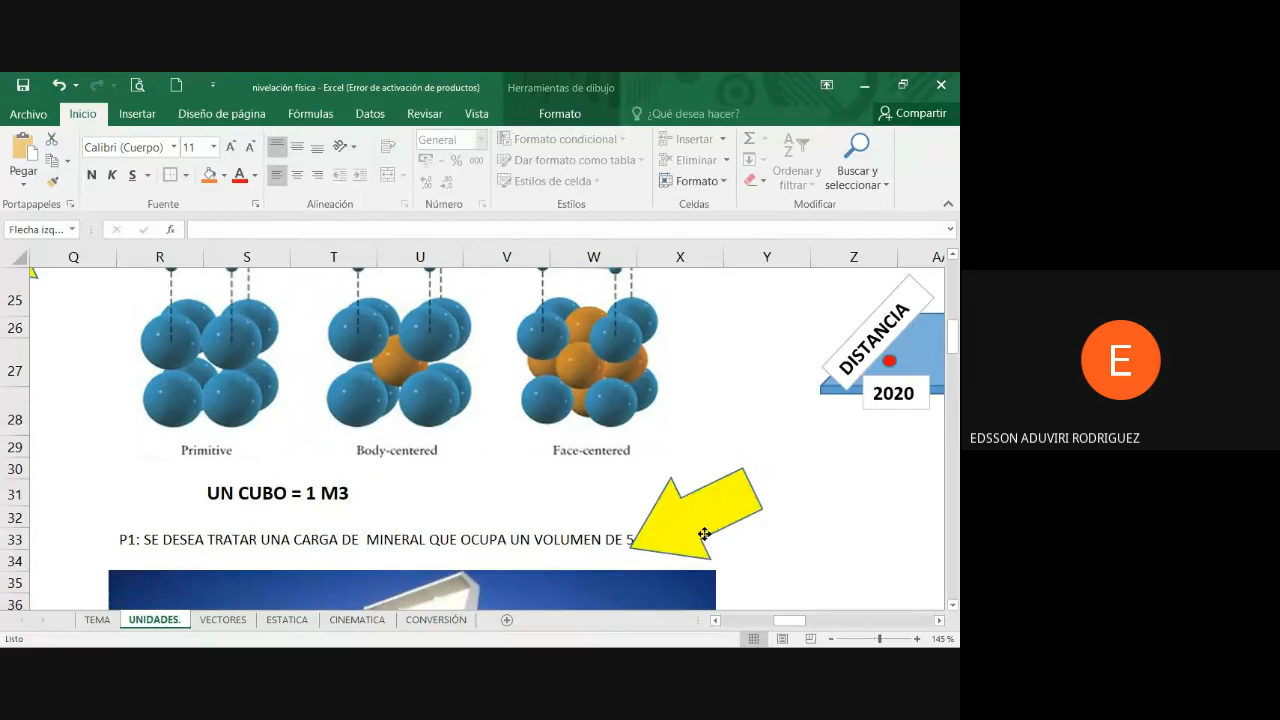 nivelación física - Excel (Error de activación de productos)
Herramientas de dibujo
Archivo Inicio Insertar Diseño de página Fórmulas Datos Revisar Vista Formato ¿Qué desea hacer? Compartir
Pegar
Calibri (Cuerpo) 11
N K S
General
% 000
Formato condicional
Dar formato como tabla
Estilos de celda
Insertar
Eliminar
Formato
Ordenar y filtrar
Buscar y seleccionar
Portapapeles Fuente Alineación Número Estilos Celdas Modificar
Flecha izq... fx
Q R S T U V W X Y Z
25
26
27
28
29
30
31
32
33
34
35
36
DISTANCIA
2020
Primitive Body-centered Face-centered
UN CUBO = 1 M3
P1: SE DESEA TRATAR UNA CARGA DE MINERAL QUE OCUPA UN VOLUMEN DE 5
TEMA UNIDADES. VECTORES ESTATICA CINEMATICA CONVERSIÓN
Listo
145 %
E
EDSSON ADUVIRI RODRIGUEZ